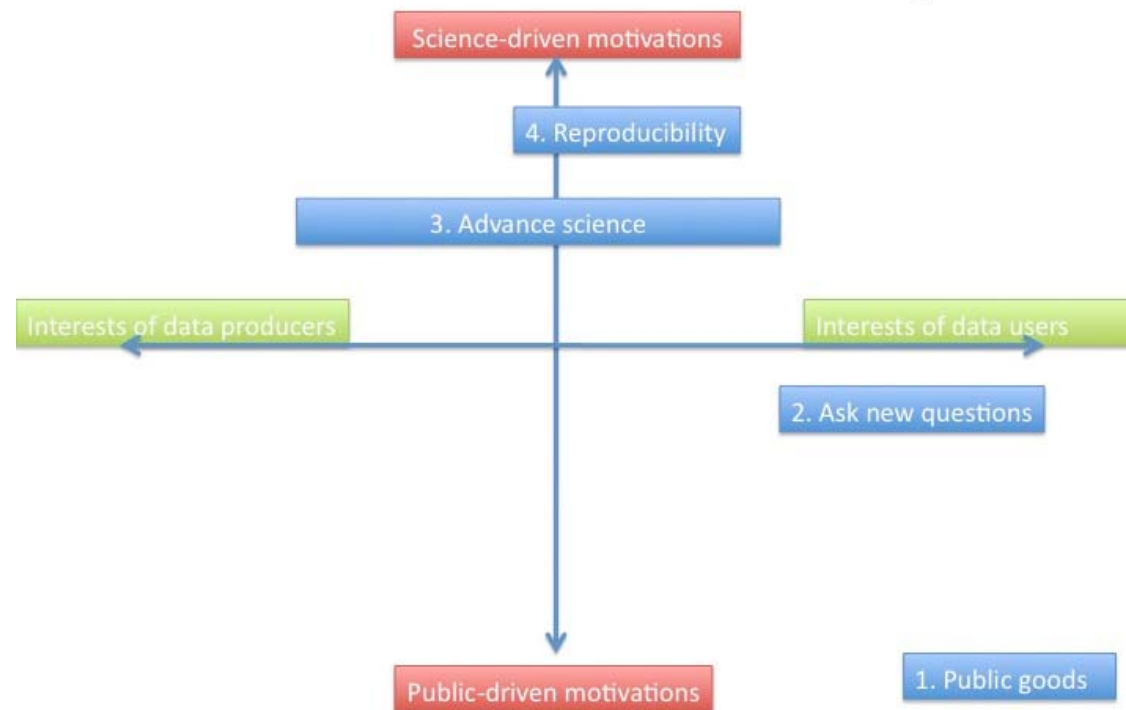 Science-driven motivations
4. Reproducibility
3. Advance science
Interests of data producers
Interests of data users
2. Ask new questions
1. Public goods
Public-driven motivations